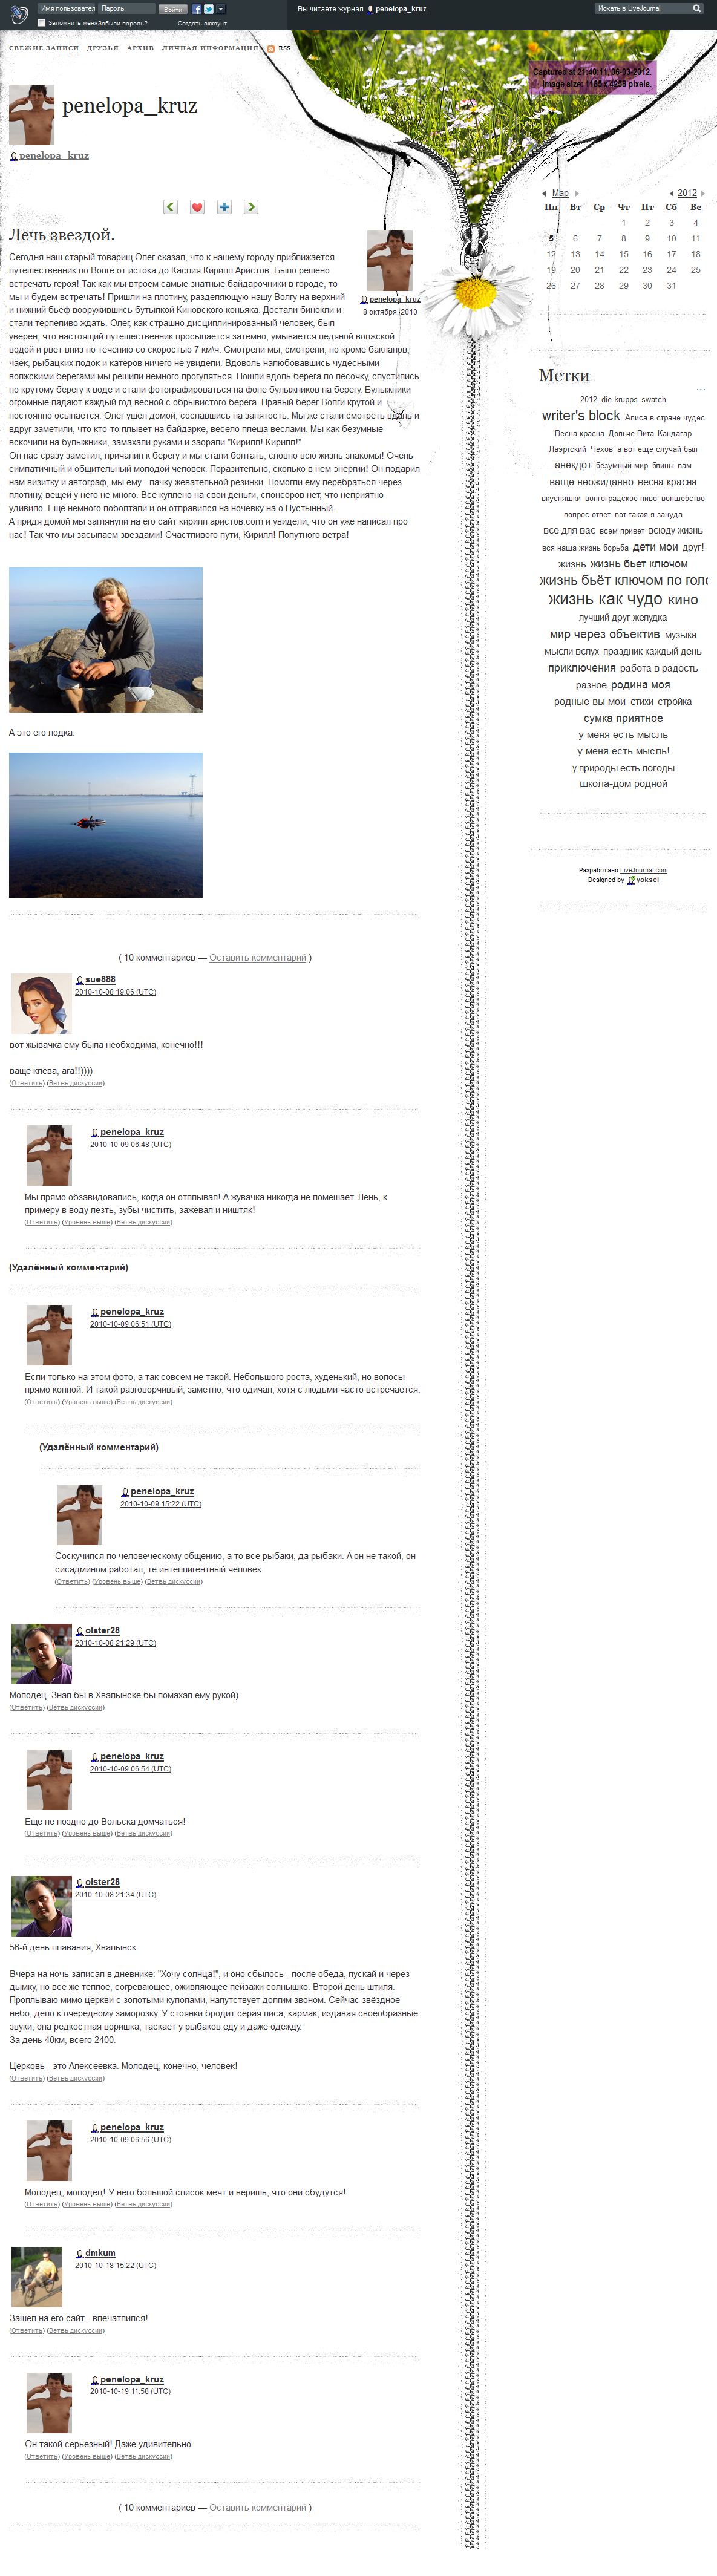 Имя пользовател Пароль Войти
Запомнить меня Забыли пароль? Создать аккаунт
Вы читаете журнал penelopa_kruz
Искать в LiveJournal
СВЕЖИЕ ЗАПИСИ ДРУЗЬЯ АРХИВ ЛИЧНАЯ ИНФОРМАЦИЯ RSS
Captured at 21:40:11, 06-03-2012.
Image size: 1185 x 4258 pixels.
penelopa_kruz
penelopa_kruz
Лечь звездой.
penelopa_kruz
8 октября, 2010
Сегодня наш старый товарищ Олег сказал, что к нашему городу приближается
путешественник по Волге от истока до Каспия Кирилл Аристов. Было решено
встречать героя! Так как мы втроем самые знатные байдарочники в городе, то
мы и будем встречать! Пришли на плотину, разделяющую нашу Волгу на верхний
и нижний бьеф вооружившись бутылкой Киновского коньяка. Достали бинокли и
стали терпеливо ждать. Олег, как страшно дисциплинированный человек, был
уверен, что настоящий путешественник просыпается затемно, умывается ледяной волжской
водой и рвет вниз по течению со скоростью 7 км\ч. Смотрели мы, смотрели, но кроме бакланов,
чаек, рыбацких лодок и катеров ничего не увидели. Вдоволь налюбовавшись чудесными
волжскими берегами мы решили немного прогуляться. Пошли вдоль берега по песочку, спустились
по крутому берегу к воде и стали фотографироваться на фоне булыжников на берегу. Булыжники
огромные падают каждый год весной с обрывистого берега. Правый берег Волги крутой и
постоянно осыпается. Олег ушел домой, сославшись на занятость. Мы же стали смотреть вдаль и
вдруг заметили, что кто-то плывет на байдарке, весело плеща веслами. Мы как безумные
вскочили на булыжники, замахали руками и заорали "Кирилл! Кирилл!"
Он нас сразу заметил, причалил к берегу и мы стали болтать, словно всю жизнь знакомы! Очень
симпатичный и общительный молодой человек. Поразительно, сколько в нем энергии! Он подарил
нам визитку и автограф, мы ему - пачку жевательной резинки. Помогли ему перебраться через
плотину, вещей у него не много. Все куплено на свои деньги, спонсоров нет, что неприятно
удивило. Еще немного поболтали и он отправился на ночевку на о.Пустынный.
А придя домой мы заглянули на его сайт кирилл аристов.com и увидели, что он уже написал про
нас! Так что мы засыпаем звездами! Счастливого пути, Кирилл! Попутного ветра!
А это его лодка.
( 10 комментариев — Оставить комментарий )
sue888
2010-10-08 19:06 (UTC)
вот жывачка ему была необходима, конечно!!!
ваще клева, ага!!))))
(Ответить) (Ветвь дискуссии)
penelopa_kruz
2010-10-09 06:48 (UTC)
Мы прямо обзавидовались, когда он отплывал! А жувачка никогда не помешает. Лень, к
примеру в воду лезть, зубы чистить, зажевал и ништяк!
(Ответить) (Уровень выше) (Ветвь дискуссии)
(Удалённый комментарий)
penelopa_kruz
2010-10-09 06:51 (UTC)
Если только на этом фото, а так совсем не такой. Небольшого роста, худенький, но волосы
прямо копной. И такой разговорчивый, заметно, что одичал, хотя с людьми часто встречается.
(Ответить) (Уровень выше) (Ветвь дискуссии)
(Удалённый комментарий)
penelopa_kruz
2010-10-09 15:22 (UTC)
Соскучился по человеческому общению, а то все рыбаки, да рыбаки. А он не такой, он
сисадмином работал, те интеллигентный человек.
(Ответить) (Уровень выше) (Ветвь дискуссии)
olster28
2010-10-08 21:29 (UTC)
Молодец. Знал бы в Хвалынске бы помахал ему рукой)
(Ответить) (Ветвь дискуссии)
penelopa_kruz
2010-10-09 06:54 (UTC)
Еще не поздно до Вольска домчаться!
(Ответить) (Уровень выше) (Ветвь дискуссии)
olster28
2010-10-08 21:34 (UTC)
56-й день плавания, Хвалынск.
Вчера на ночь записал в дневнике: "Хочу солнца!", и оно сбылось - после обеда, пускай и через
дымку, но всё же тёплое, согревающее, оживляющее пейзажи солнышко. Второй день штиля.
Проплываю мимо церкви с золотыми куполами, напутствует долгим звоном. Сейчас звёздное
небо, дело к очередному заморозку. У стоянки бродит серая лиса, кармак, издавая своеобразные
звуки, она редкостная воришка, таскает у рыбаков еду и даже одежду.
За день 40км, всего 2400.
Церковь - это Алексеевка. Молодец, конечно, человек!
(Ответить) (Ветвь дискуссии)
penelopa_kruz
2010-10-09 06:56 (UTC)
Молодец, молодец! У него большой список мечт и веришь, что они сбудутся!
(Ответить) (Уровень выше) (Ветвь дискуссии)
dmkum
2010-10-18 15:22 (UTC)
Зашел на его сайт - впечатлился!
(Ответить) (Ветвь дискуссии)
penelopa_kruz
2010-10-19 11:58 (UTC)
Он такой серьезный! Даже удивительно.
(Ответить) (Уровень выше) (Ветвь дискуссии)
( 10 комментариев — Оставить комментарий )
Мар 2012
Пн Вт Ср Чт Пт Сб Вс
1 2 3 4
5 6 7 8 9 10 11
12 13 14 15 16 17 18
19 20 21 22 23 24 25
26 27 28 29 30 31
Метки
2012 die krupps swatch
writer's block Алиса в стране чудес
Весна-красна Дольче Вита Кандагар
Лаэртский Чехов а вот еще случай был
анекдот безумный мир блины вам
ваще неожиданно весна-красна
вкусняшки волгоградское пиво волшебство
вопрос-ответ вот такая я зануда
все для вас всем привет всюду жизнь
вся наша жизнь борьба дети мои друг!
жизнь жизнь бьет ключом
жизнь бьёт ключом по голо
жизнь как чудо кино
лучший друг желудка
мир через объектив музыка
мысли вслух праздник каждый день
приключения работа в радость
разное родина моя
родные вы мои стихи стройка
сумка приятное
у меня есть мысль
у меня есть мысль!
у природы есть погоды
школа-дом родной
Разработано LiveJournal.com
Designed by yoksel